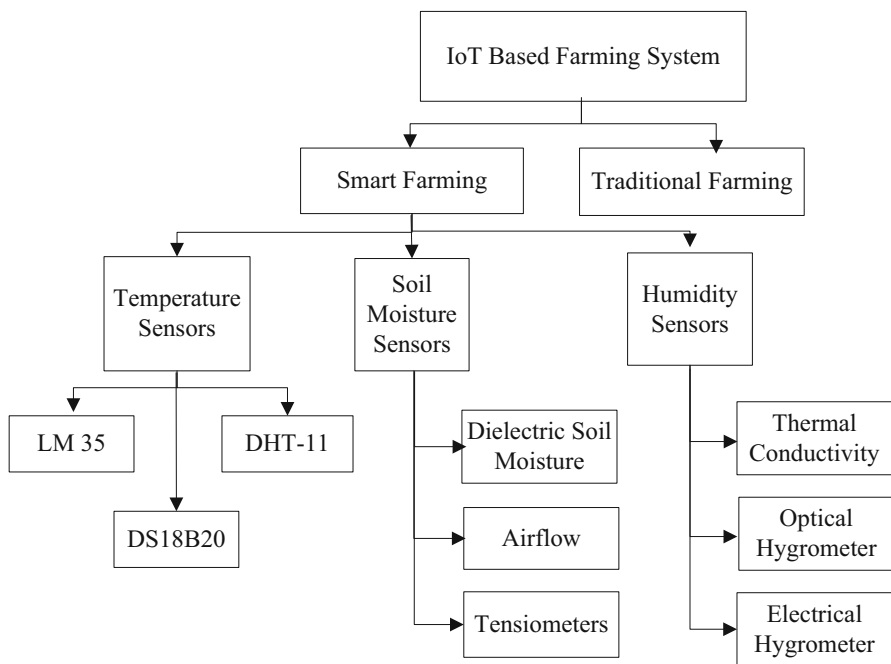 IoT Based Farming System
Smart Farming
Traditional Farming
Temperature
Sensors
Soil
Moisture
Sensors
Humidity
Sensors
LM 35
DHT-11
DS18B20
Dielectric Soil
Moisture
Airflow
Tensiometers
Thermal
Conductivity
Optical
Hygrometer
Electrical
Hygrometer